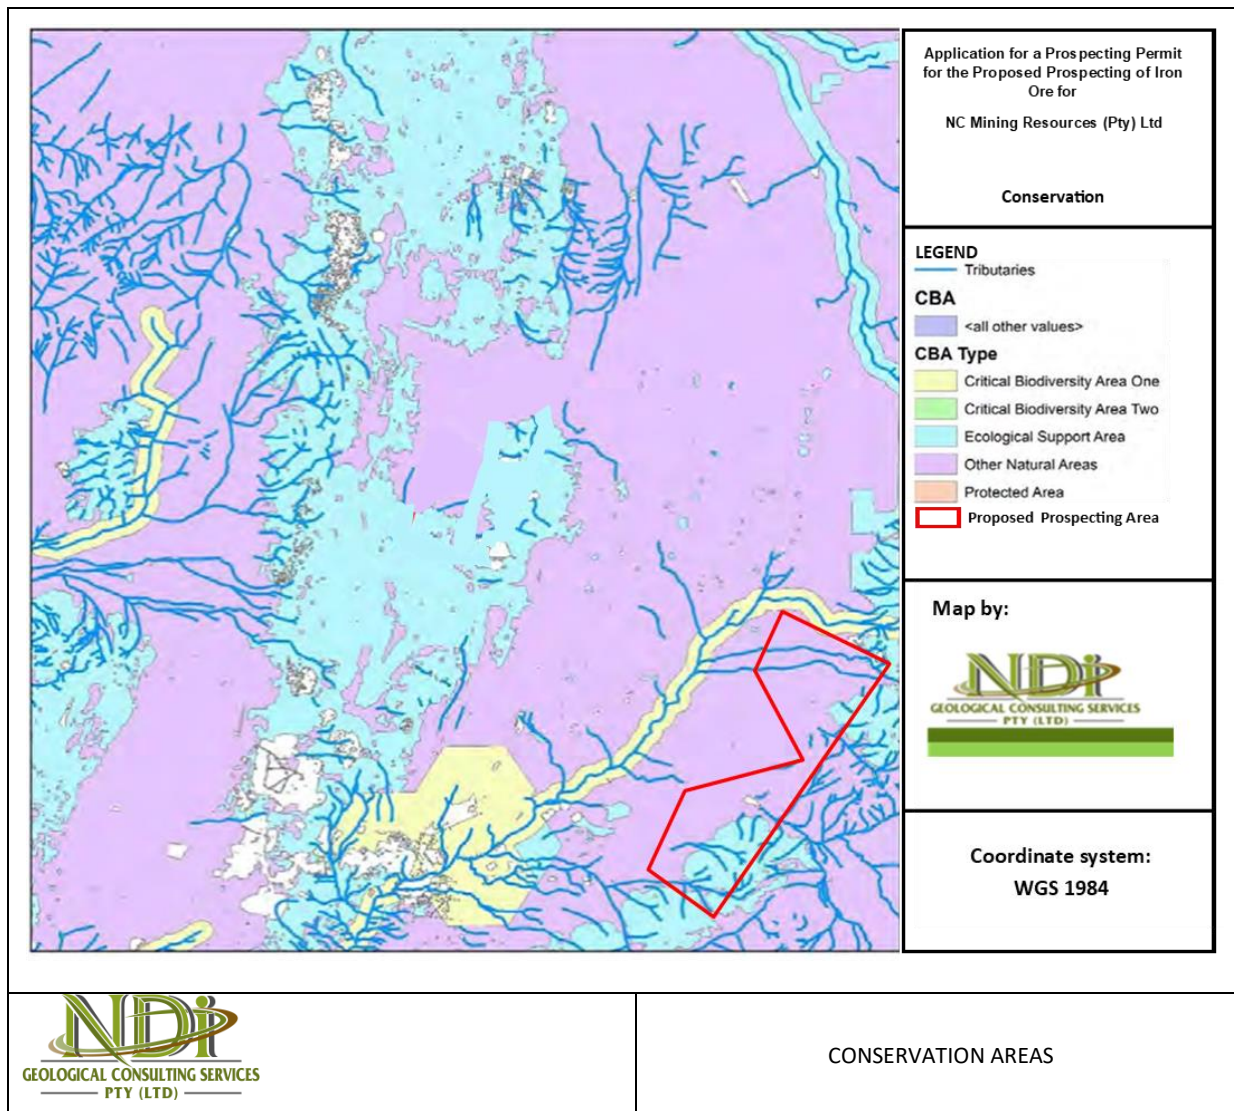 Application for a Prospecting Permit
for the Proposed Prospecting of Iron
Ore for
NC Mining Resources (Pty) Ltd
Conservation
LEGEND
Tributaries
CBA
<all other values>
CBA Type
Critical Biodiversity Area One
Critical Biodiversity Area Two
Ecological Support Area
Other Natural Areas
Protected Area
Proposed Prospecting Area
Map by:
NDi
GEOLOGICAL CONSULTING SERVICES
PTY (LTD)
Coordinate system:
WGS 1984
NDi
GEOLOGICAL CONSULTING SERVICES
PTY (LTD)
CONSERVATION AREAS